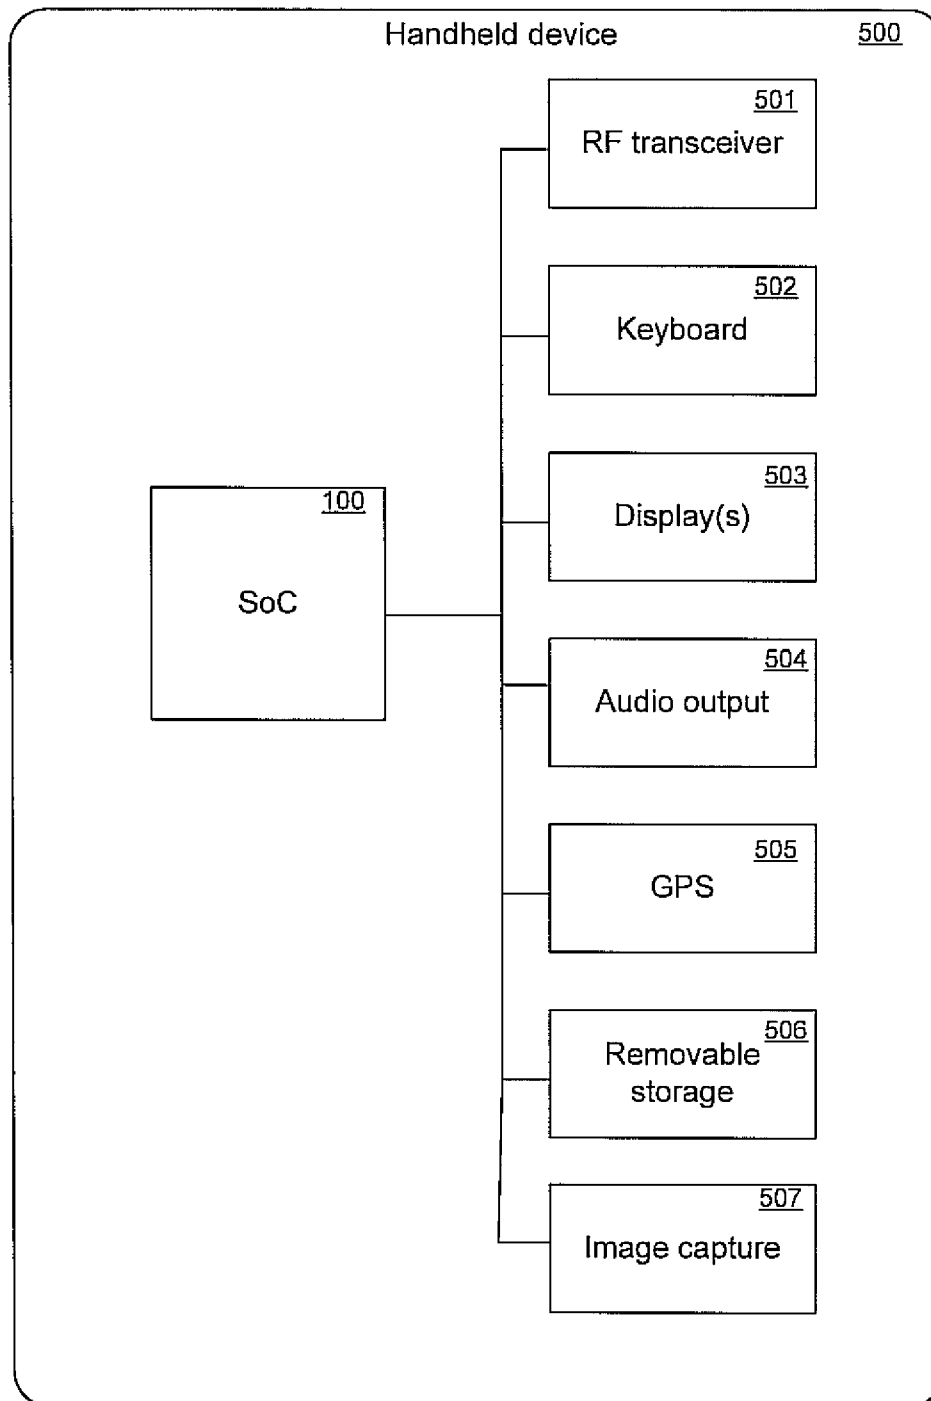 Handheld device
500
501
RF transceiver
502
Keyboard
503
Display(s)
100
SoC
504
Audio output
505
GPS
506
Removable
storage
507
Image capture